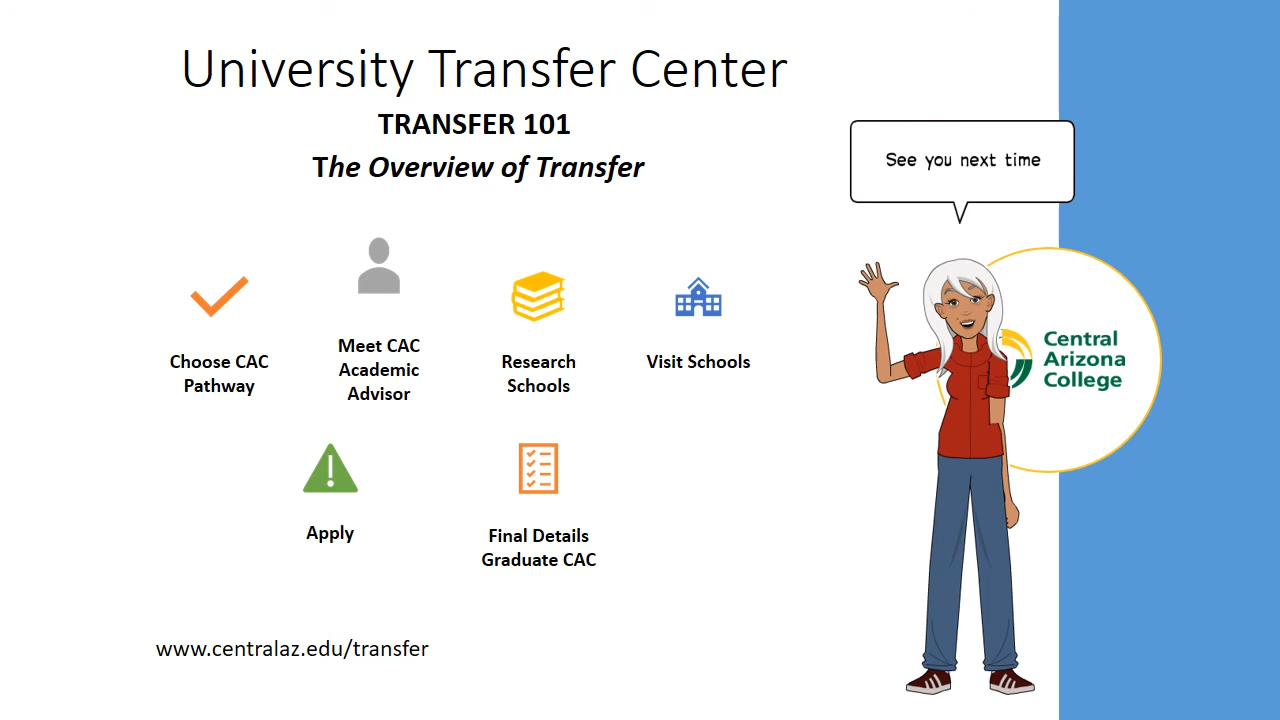 University Transfer Center
TRANSFER 101
The Overview of Transfer
See you next time
Choose CAC
Pathway
Meet CAC
Academic
Advisor
Research
Schools
Visit Schools
Central
Arizona
College
Apply
Final Details
Graduate CAC
www.centralaz.edu/transfer